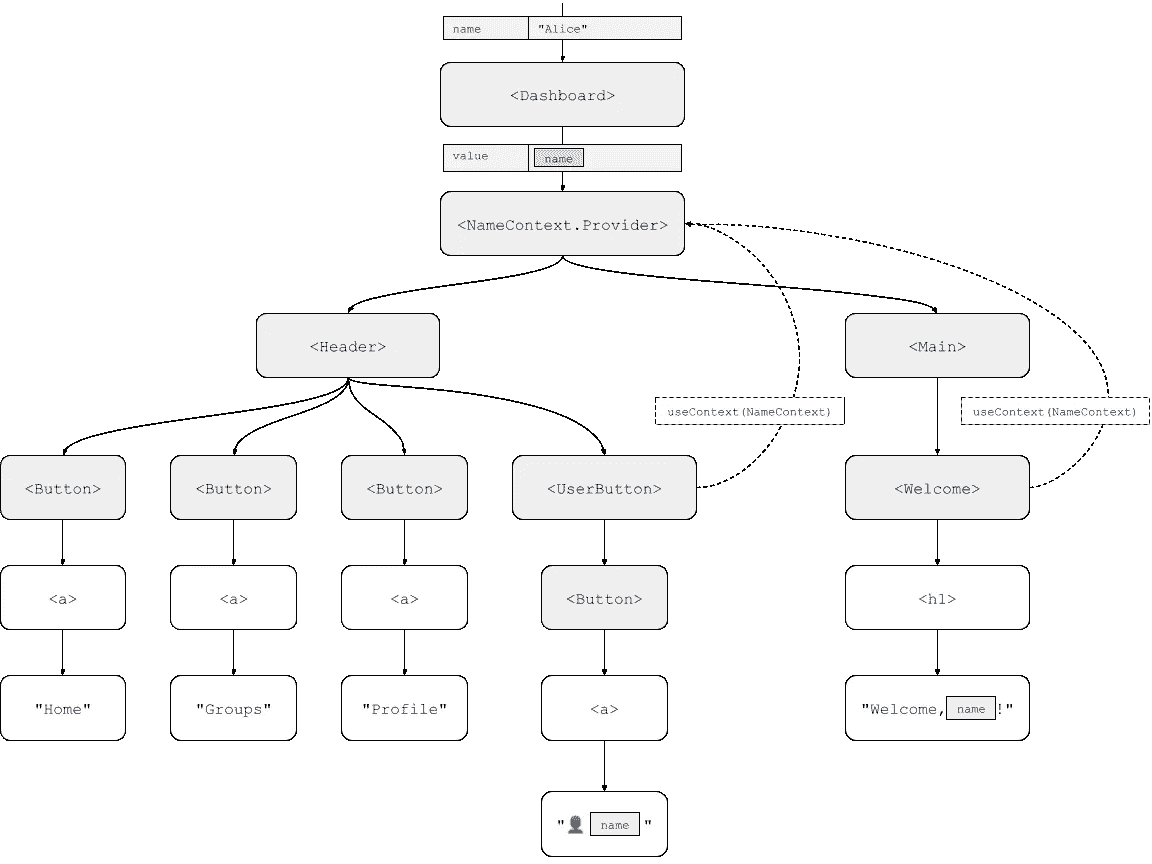 name "Alice"
<Dashboard>
value name
<NameContext.Provider>
<Header> <Main>
useContext(NameContext) useContext(NameContext)
<Button> <Button> <Button> <UserButton> <Welcome>
<a> <a> <a> <Button> <h1>
"Home" "Groups" "Profile" <a> "Welcome, name!"
"👤 name "